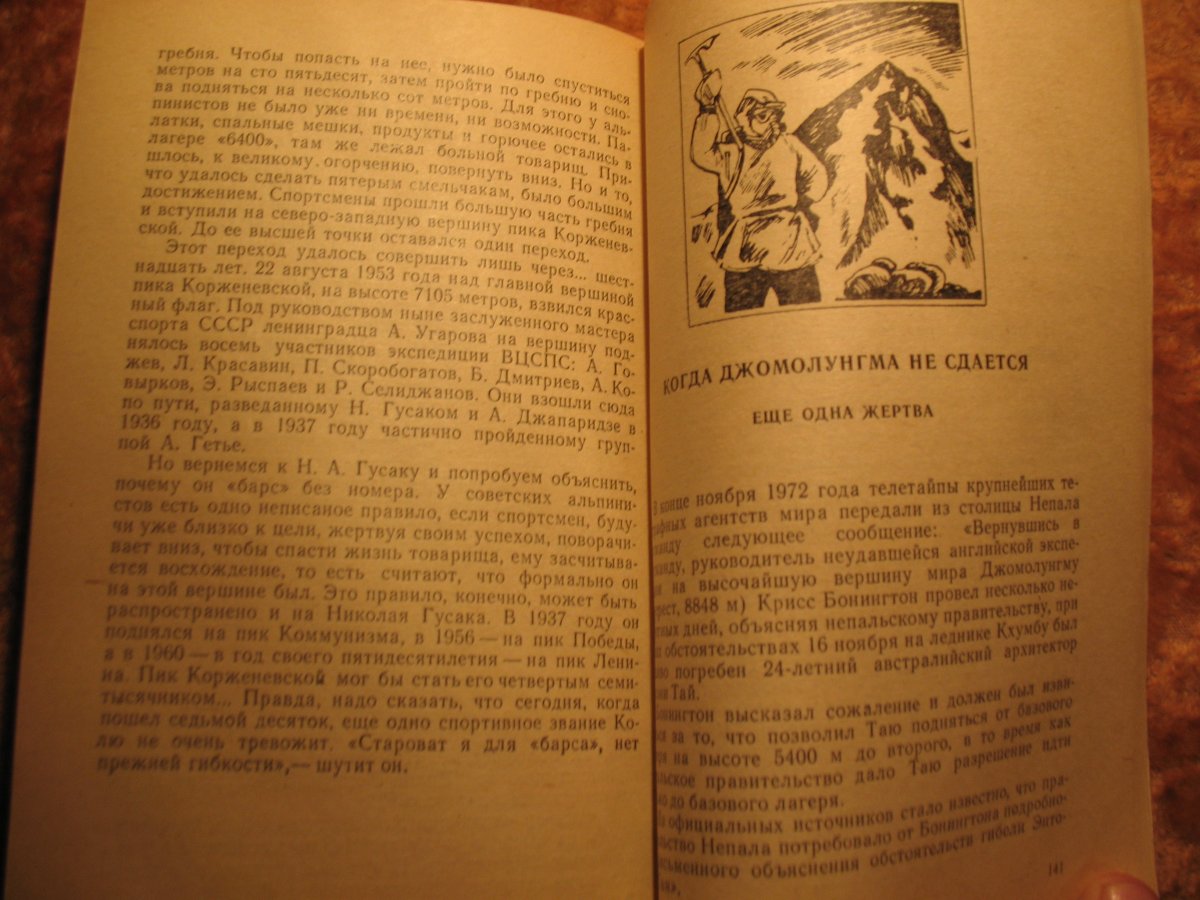 гребня. Чтобы попасть на нес, нужно было спуститься
метров на сто пятьдесят, затем пройти по гребню и сно-
ва подняться на несколько сот метров. Для этого у аль-
пинистов не было уже ни времени, ни возможности. Па-
латки, спальные мешки, продукты и горючее остались в
лагере «6400», там же лежал больной товарищ. При-
шлось, к великому огорчению, повернуть вниз. Но и то,
что удалось сделать пятерым смельчакам, было большим
достижением. Спортсмены прошли большую часть гребня
и вступили на северо-западную вершину пика Корженев-
ской. До ее высшей точки оставался один переход.
Этот переход удалось совершить лишь через... шест-
надцать лет. 22 августа 1953 года над главной вершиной
пика Корженевской, на высоте 7105 метров, взвился крас-
ный флаг. Под руководством ныне заслуженного мастера
спорта СССР ленинградца А. Угарова на вершину под-
нялось восемь участников экспедиции ВЦСПС: А. Го-
жев, Л. Красавин, П. Скоробогатов, Б. Дмитриев, А. Ко-
вырков, Э. Рыспаев и Р. Селиджанов. Они взошли сюда
по пути, разведанному Н. Гусаком и А. Джапаридзе в
1936 году, а в 1937 году частично пройденному груп-
пой А. Гетье.
Но вернемся к Н. А. Гусаку и попробуем объяснить,
почему он «барс» без номера. У советских альпини-
стов есть одно неписаное правило, если спортсмен, буду-
чи уже близко к цели, жертвуя своим успехом, поворачи-
вает вниз, чтобы спасти жизнь товарища, ему засчитыва-
ется восхождение, то есть считают, что формально он
на этой вершине был. Это правило, конечно, может быть
распространено и на Николая Гусака. В 1937 году он
поднялся на пик Коммунизма, в 1956 — на пик Победы,
а в 1960 — в год своего пятидесятилетия — на пик Лени-
на. Пик Корженевской мог бы стать его четвертым семи-
тысячником... Правда, надо сказать, что сегодня, когда
пошел седьмой десяток, еще одно спортивное звание Ко-
лю не очень тревожит. «Староват я для «барса», нет
прежней гибкости», — шутит он.
КОГДА ДЖОМОЛУНГМА НЕ СДАЕТСЯ
ЕЩЕ ОДНА ЖЕРТВА
В конце ноября 1972 года телетайпы крупнейших те-
афных агентств мира передали из столицы Непала
анду следующее сообщение: «Вернувшись в
анду, руководитель неудавшейся английской экспе-
и на высочайшую вершину мира Джомолунгму
рест, 8848 м) Крисс Бонингтон провел несколько не-
тных дней, объясняя непальскому правительству, при
обстоятельствах 16 ноября на леднике Кхумбу был
во погребен 24-летний австралийский архитектор
ни Тай.
Бонингтон высказал сожаление и должен был изви-
ся за то, что позволил Таю подняться от базового
ря на высоте 5400 м до второго, в то время как
льское правительство дало Таю разрешение идти
ко до базового лагеря.
официальных источников стало известно, что пра-
льство Непала потребовало от Бонингтона подробно-
сьменного объяснения обстоятельств гибели Энто-
141